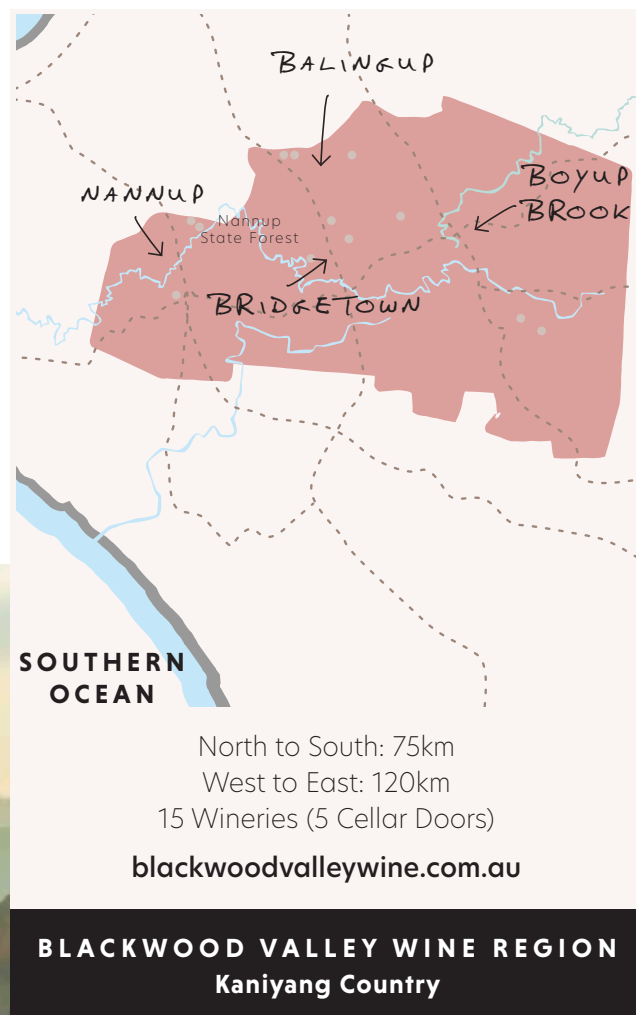 BALINGUP
NANNUP
BOYUP
BROOK
Nannup
State Forest
BRIDGETOWN
SOUTHERN
OCEAN
North to South: 75km
West to East: 120km
15 Wineries (5 Cellar Doors)
blackwoodvalleywine.com.au
BLACKWOOD VALLEY WINE REGION
Kaniyang Country